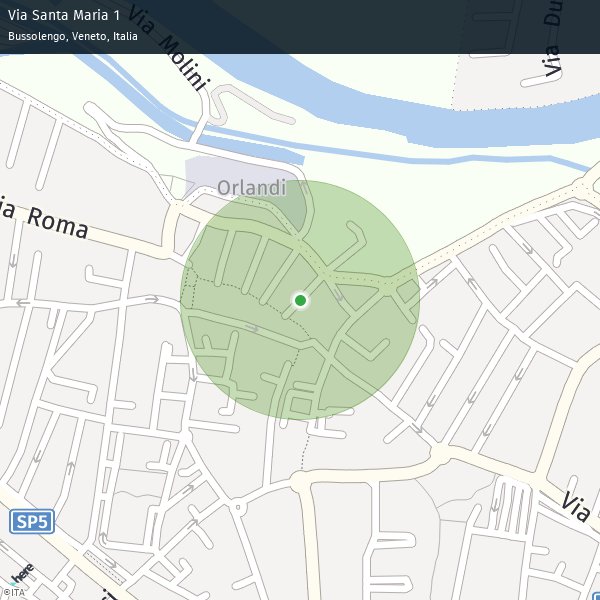 Via Santa Maria 1
Bussolengo, Veneto, Italia
Via Molini
Via Du
Orlandi
ia Roma
SP5
Via
here
©ITA